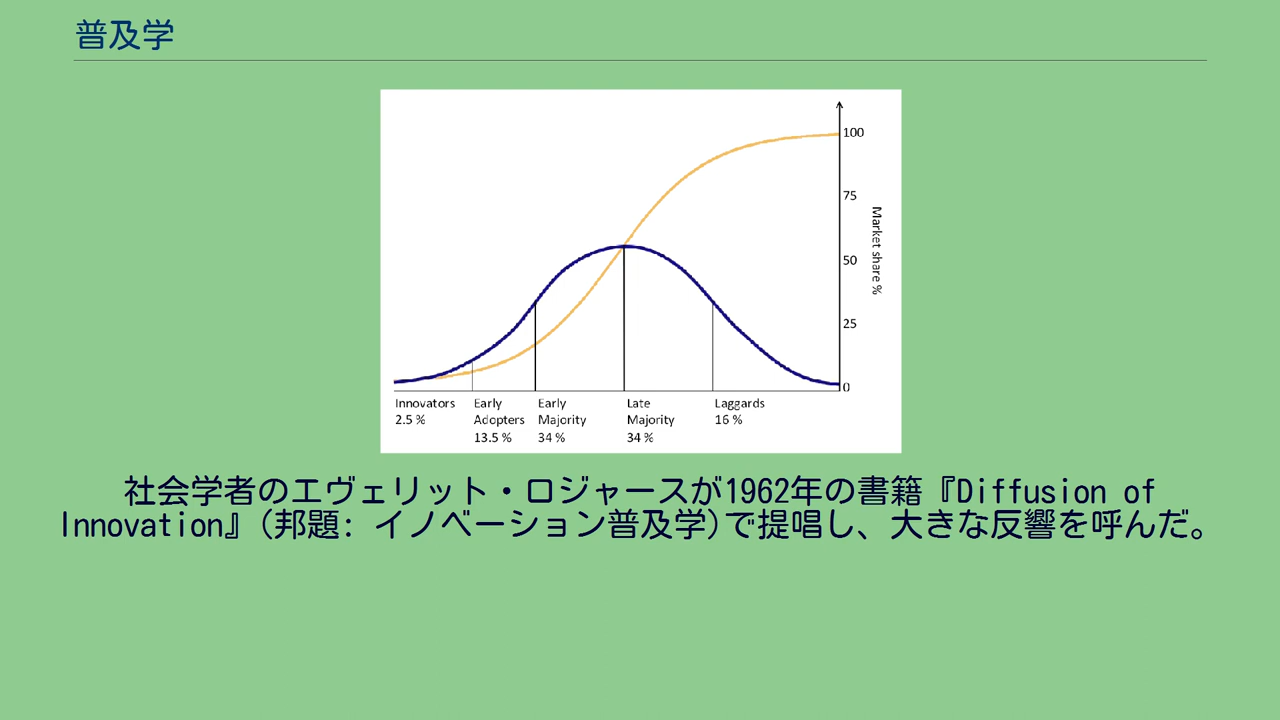 普及学
100
75
50
25
0
Market share %
Innovators
2.5 %
Early
Adopters
13.5 %
Early
Majority
34 %
Late
Majority
34 %
Laggards
16 %
社会学者のエヴェリット・ロジャースが1962年の書籍『Diffusion of
Innovation』(邦題: イノベーション普及学)で提唱し、大きな反響を呼んだ。